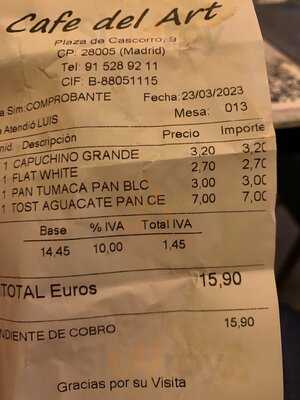 Cafe del Art
Plaza de Cascorro, 9
CP: 28005 (Madrid)
Tel: 91 528 92 11
CIF: B-88051115
a Sim: COMPROBANTE Fecha: 23/03/2023
Atendió LUIS Mesa: 013
nid. Descripción Precio Importe
1 CAPUCHINO GRANDE 3,20 3,20
1 FLAT WHITE 2,70 2,70
1 PAN TUMACA PAN BLC 3,00 3,00
1 TOST AGUACATE PAN CE 7,00 7,00
Base % IVA Total IVA
14,45 10,00 1,45
TOTAL Euros 15,90
NDIENTE DE COBRO 15,90
Gracias por su Visita